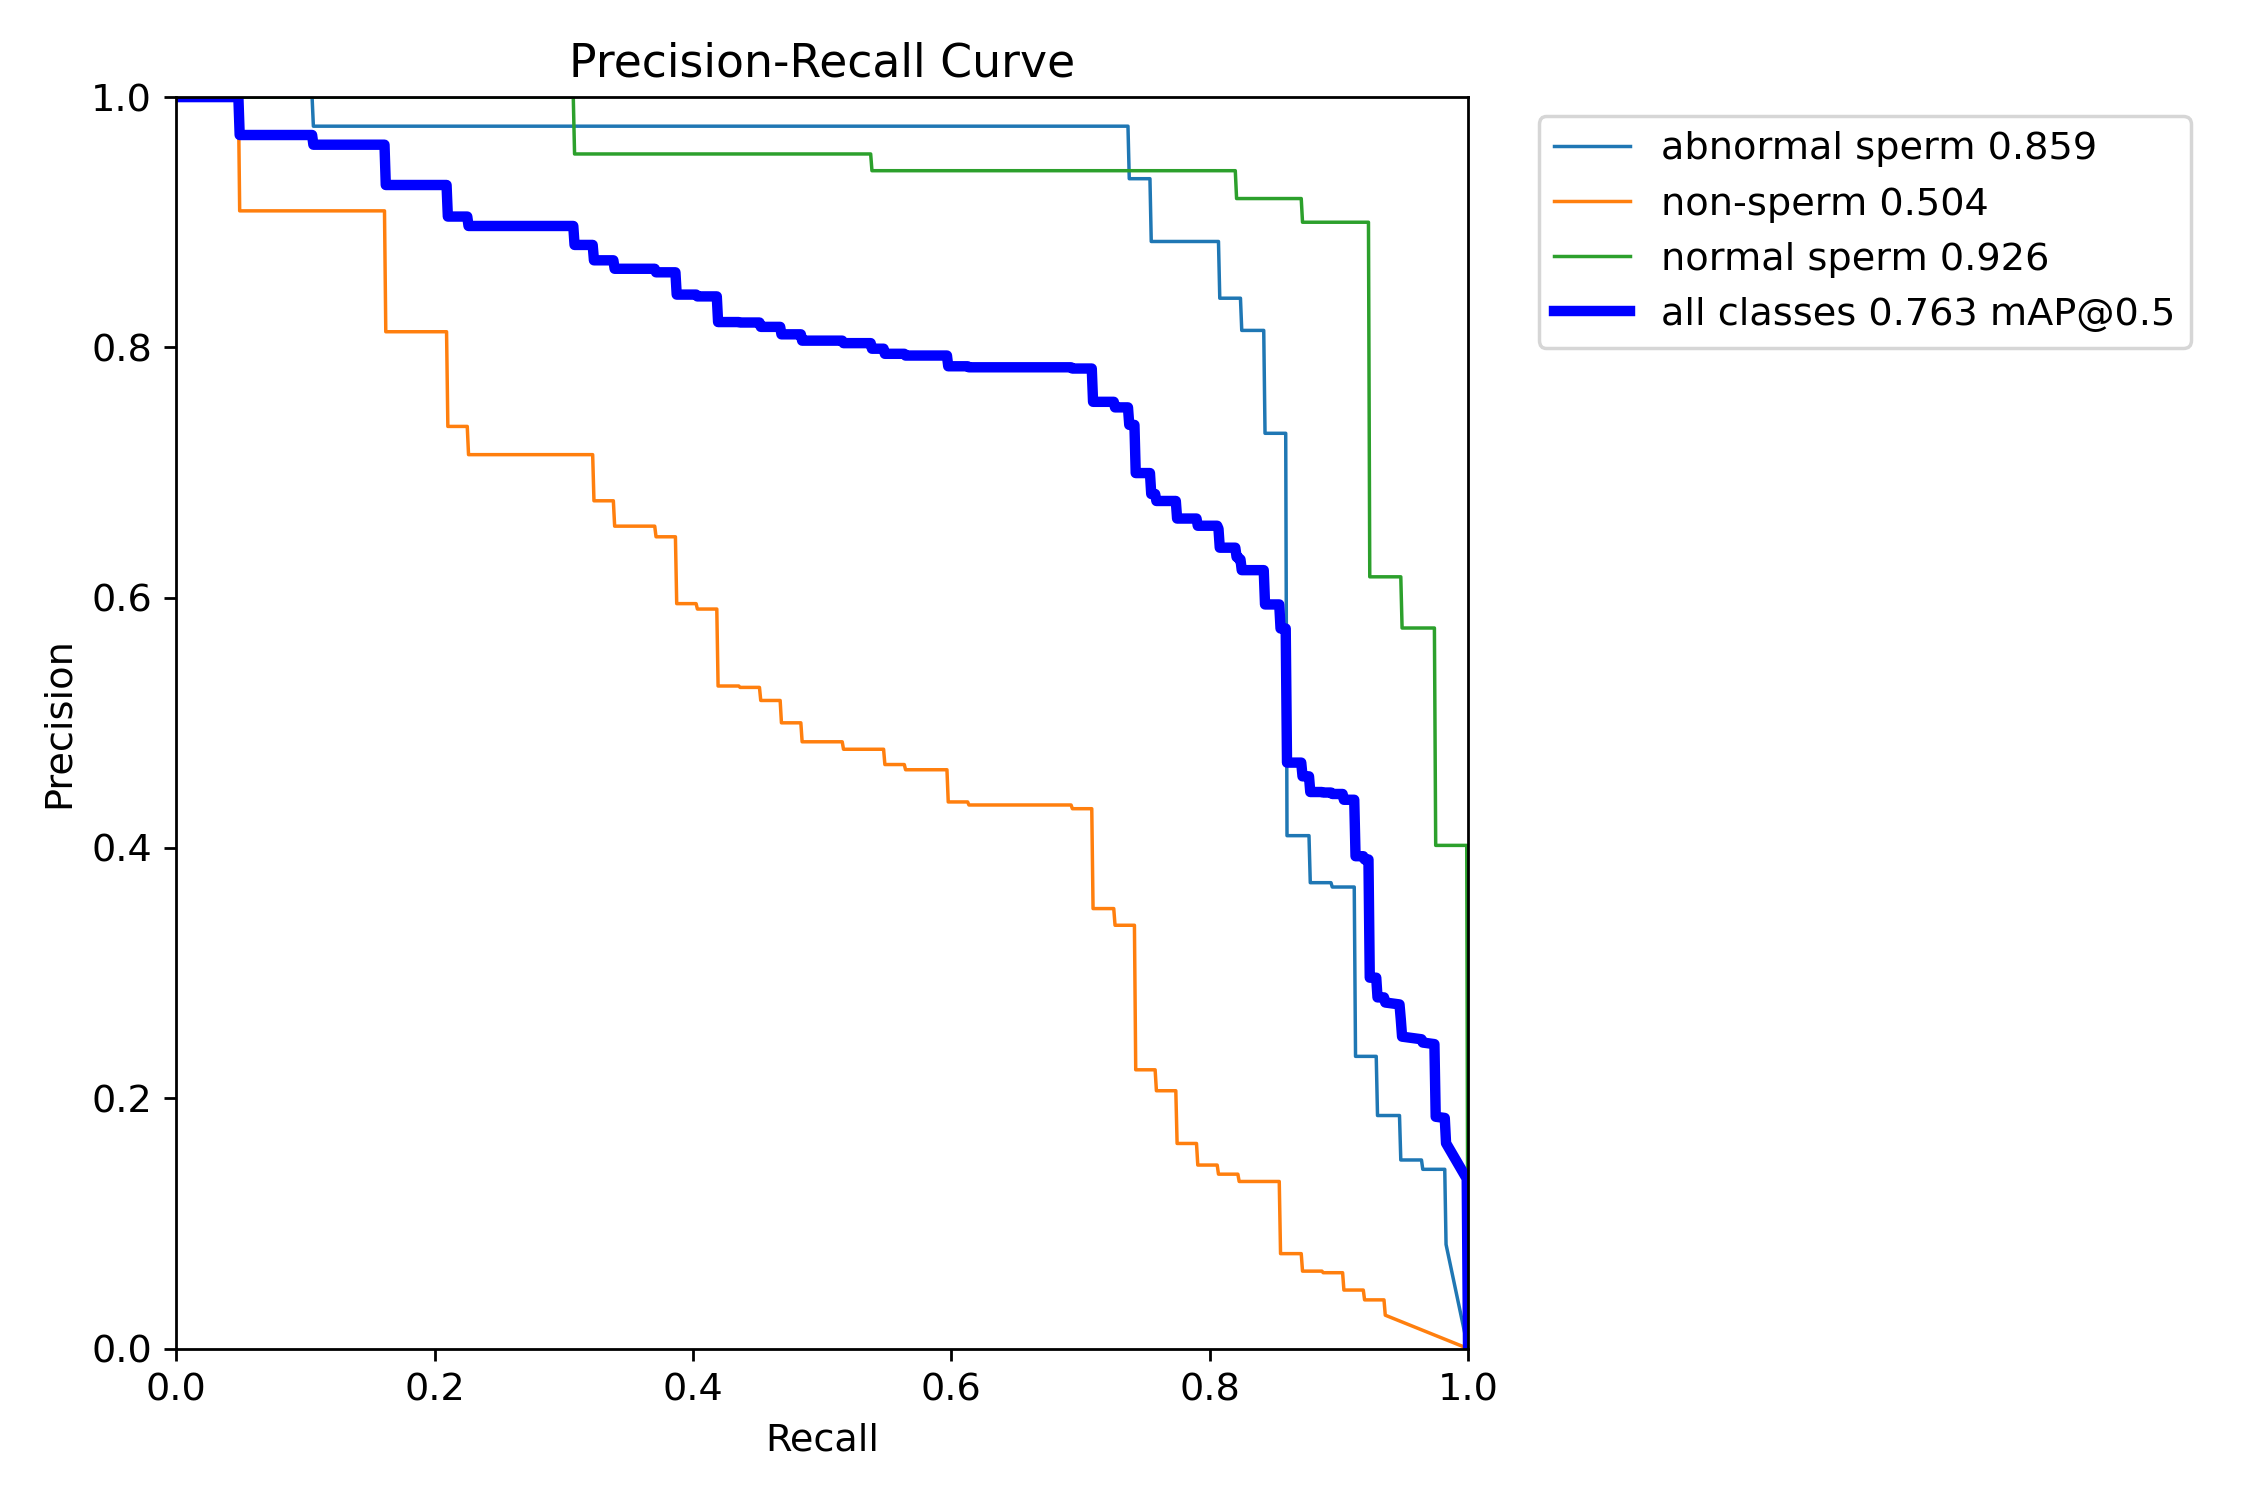 Precision-Recall Curve
1.0
0.8
0.6
0.4
0.2
0.0
Precision
0.0 0.2 0.4 0.6 0.8 1.0
Recall
abnormal sperm 0.859
non-sperm 0.504
normal sperm 0.926
all classes 0.763 mAP@0.5